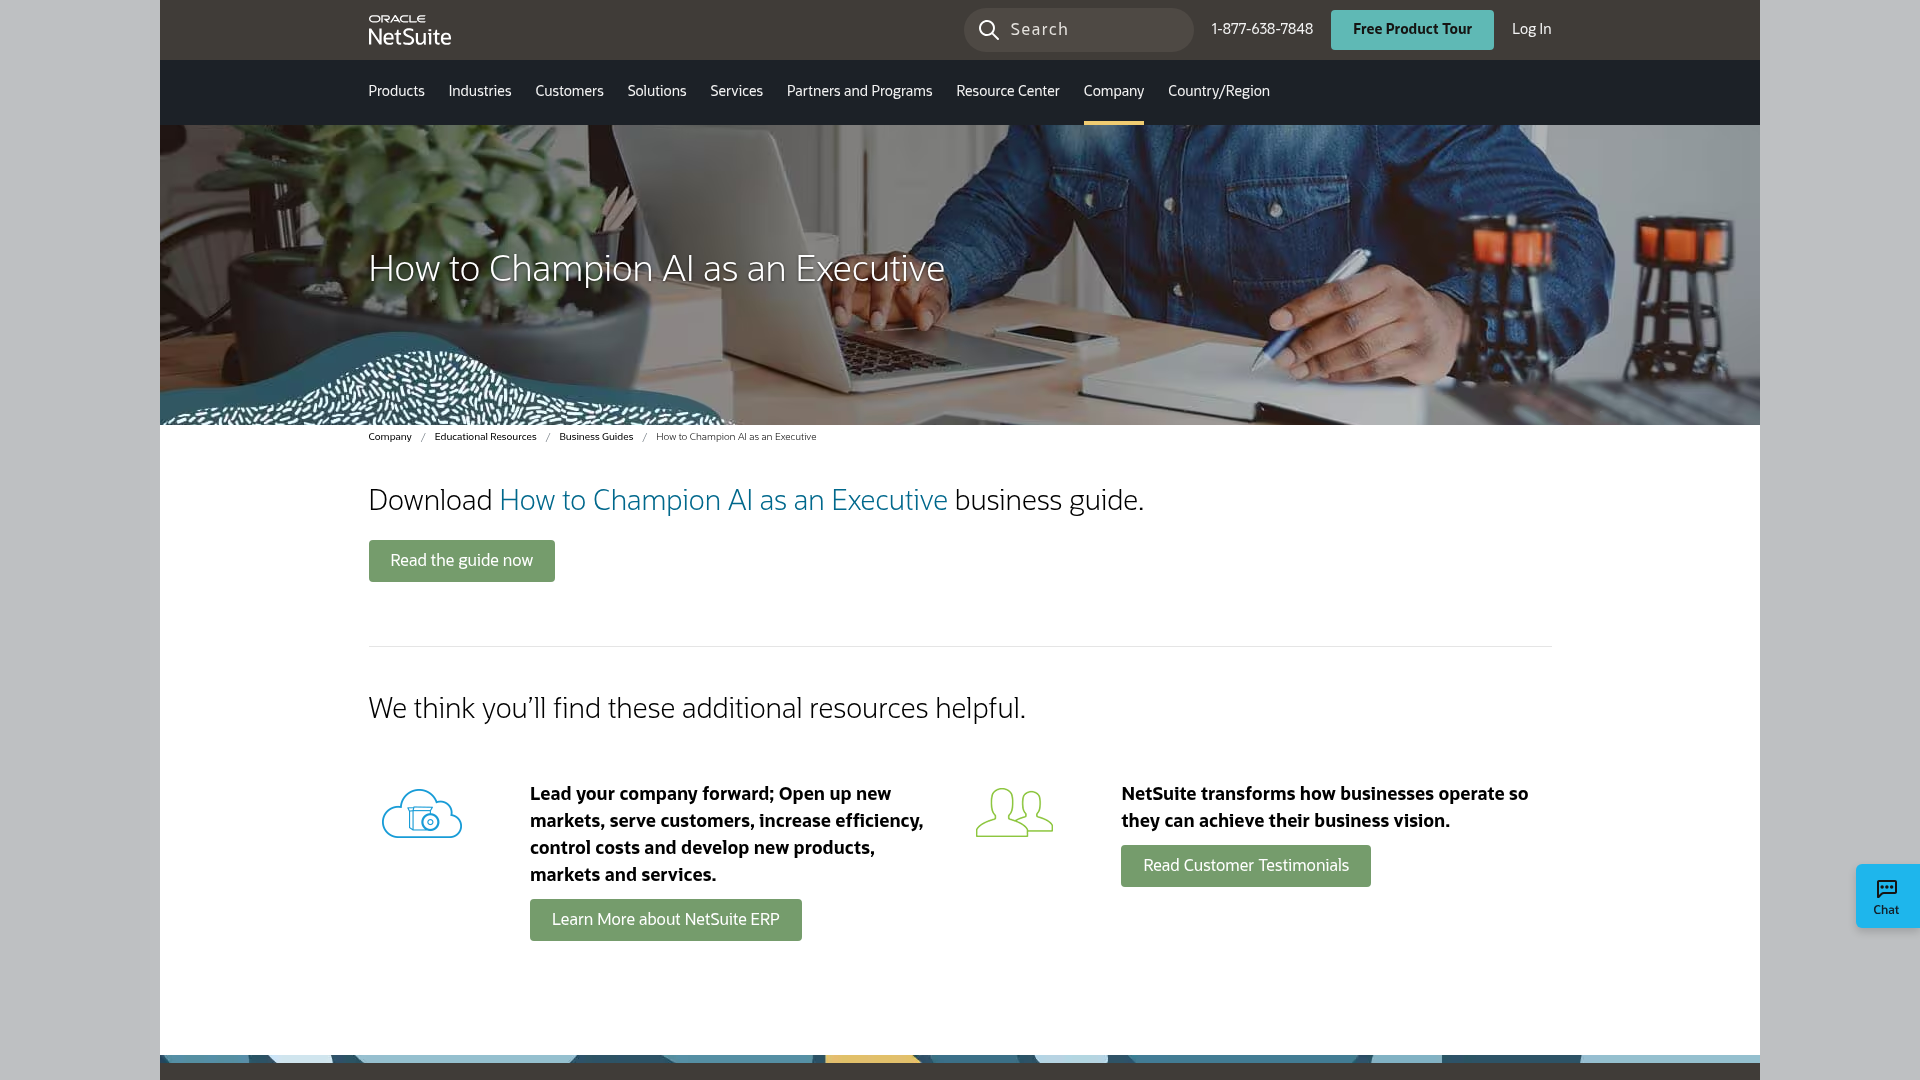 ORACLE
NetSuite
Search
1-877-638-7848
Free Product Tour
Log In
Products
Industries
Customers
Solutions
Services
Partners and Programs
Resource Center
Company
Country/Region
How to Champion AI as an Executive
Company / Educational Resources / Business Guides / How to Champion AI as an Executive
Download How to Champion AI as an Executive business guide.
Read the guide now
We think you’ll find these additional resources helpful.
Lead your company forward; Open up new
markets, serve customers, increase efficiency,
control costs and develop new products,
markets and services.
Learn More about NetSuite ERP
NetSuite transforms how businesses operate so
they can achieve their business vision.
Read Customer Testimonials
Chat